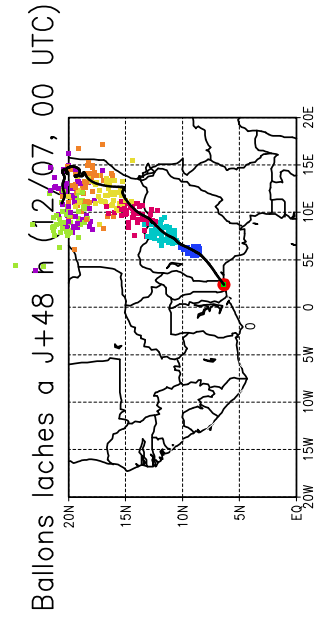 Ballons laches a J+48 h (12/07, 00 UTC)
20N
15N
10N
5N
EQ
20W
15W
10W
5W
0
5E
10E
15E
20E
0